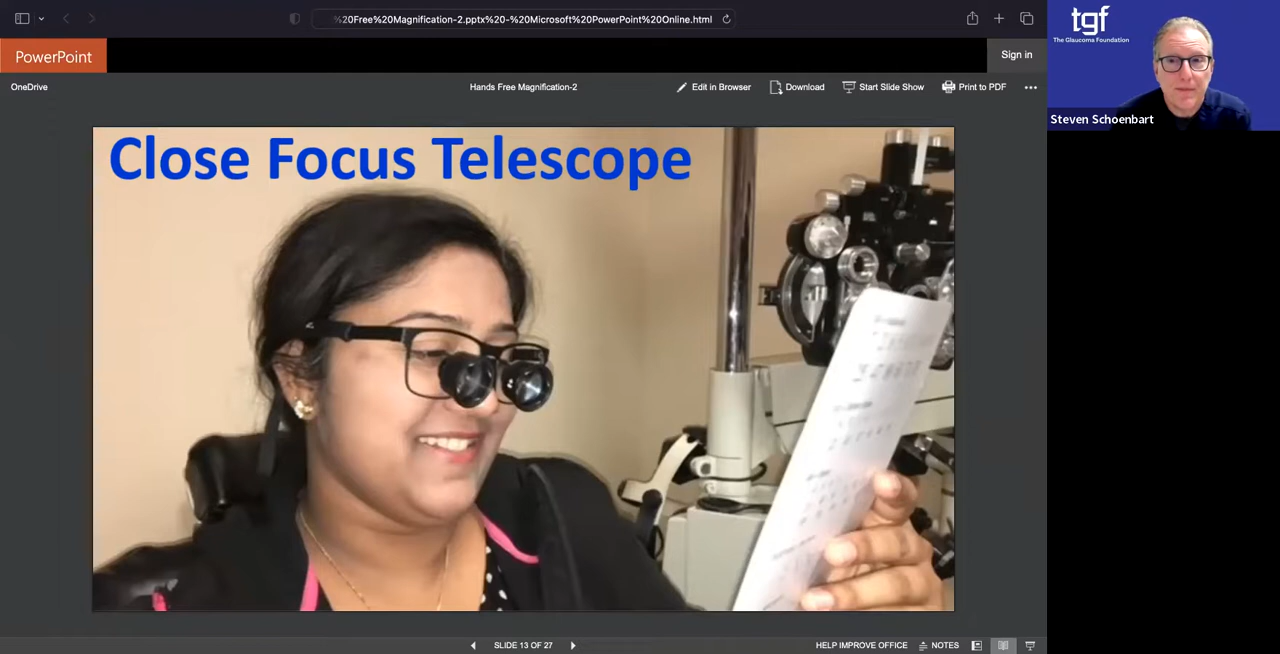 %20Free%20Magnification-2.pptx%20-%20Microsoft%20PowerPoint%20Online.html
tgf
The Glaucoma Foundation
PowerPoint
Sign in
OneDrive
Hands Free Magnification-2
Edit in Browser
Download
Start Slide Show
Print to PDF
Steven Schoenbart
Close Focus Telescope
SLIDE 13 OF 27
HELP IMPROVE OFFICE
NOTES